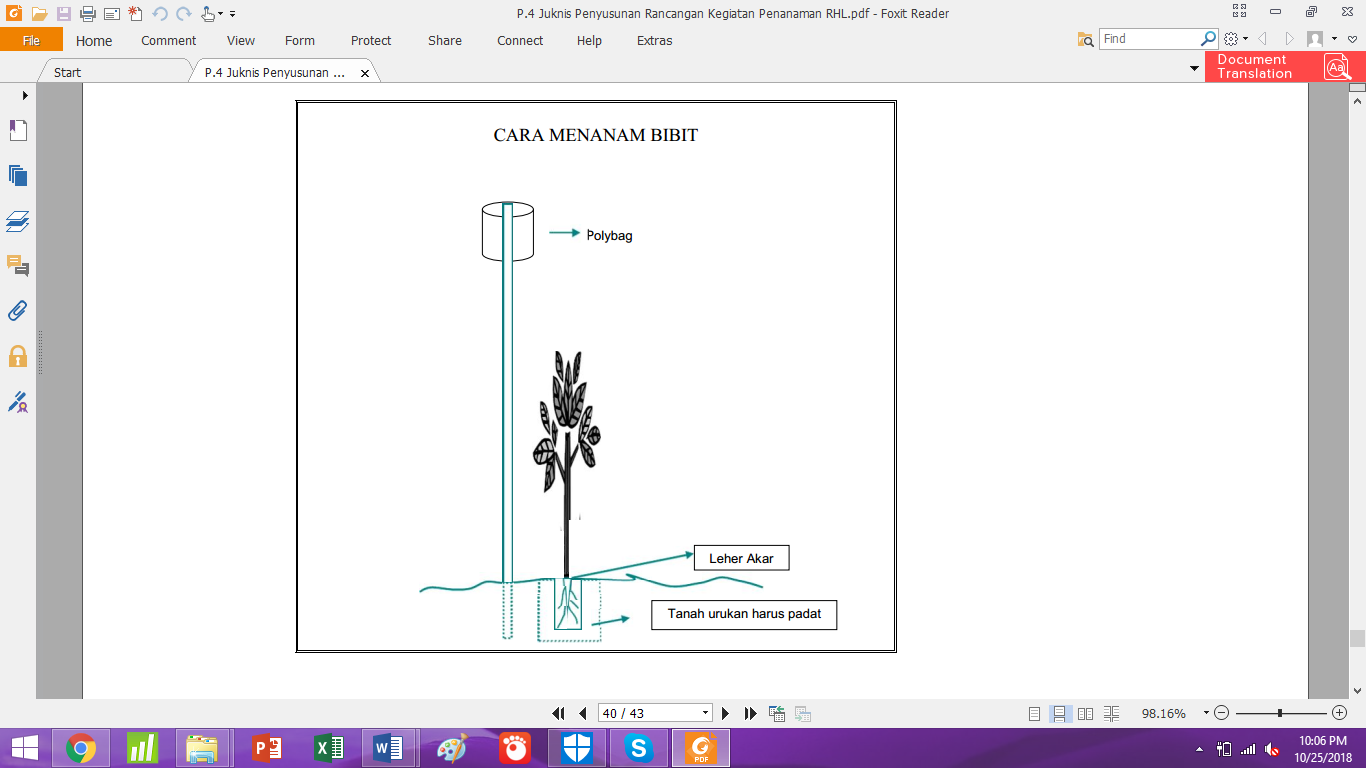 P.4 Juknis Penyusunan Rancangan Kegiatan Penanaman RHL.pdf - Foxit Reader
File Home Comment View Form Protect Share Connect Help Extras
Find
Start
P.4 Juknis Penyusunan ...
Document
Translation
CARA MENANAM BIBIT
Polybag
Leher Akar
Tanah urukan harus padat
40 / 43
98.16%
PDF
10:06 PM
10/25/2018